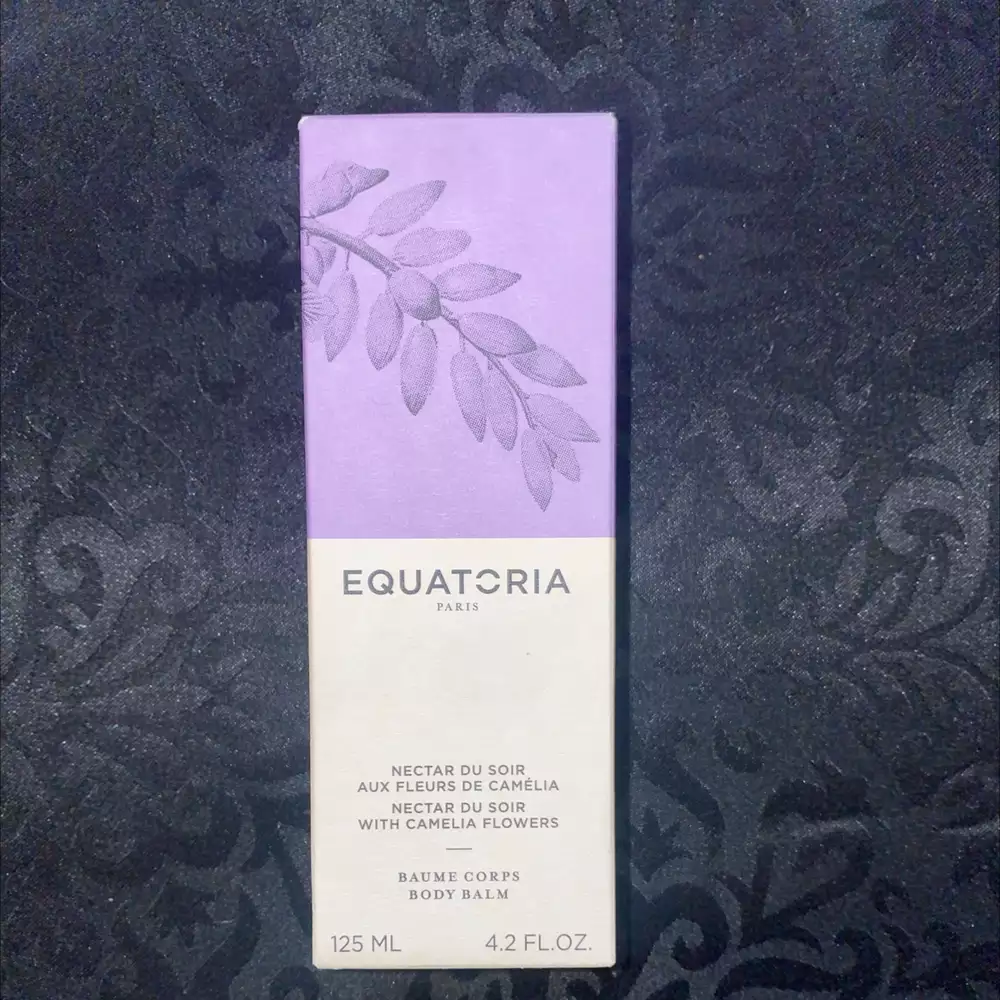 EQUATORIA
PARIS
NECTAR DU SOIR
AUX FLEURS DE CAMÉLIA
NECTAR DU SOIR
WITH CAMELIA FLOWERS
BAUME CORPS
BODY BALM
125 ML 4.2 FL.OZ.